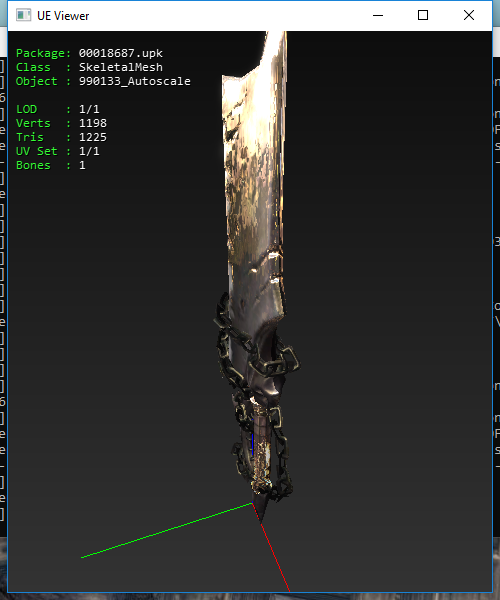 UE Viewer
Package: 00018687.upk
Class : SkeletalMesh
Object : 990133_Autoscale
LOD : 1/1
Verts : 1198
Tris : 1225
UV Set : 1/1
Bones : 1